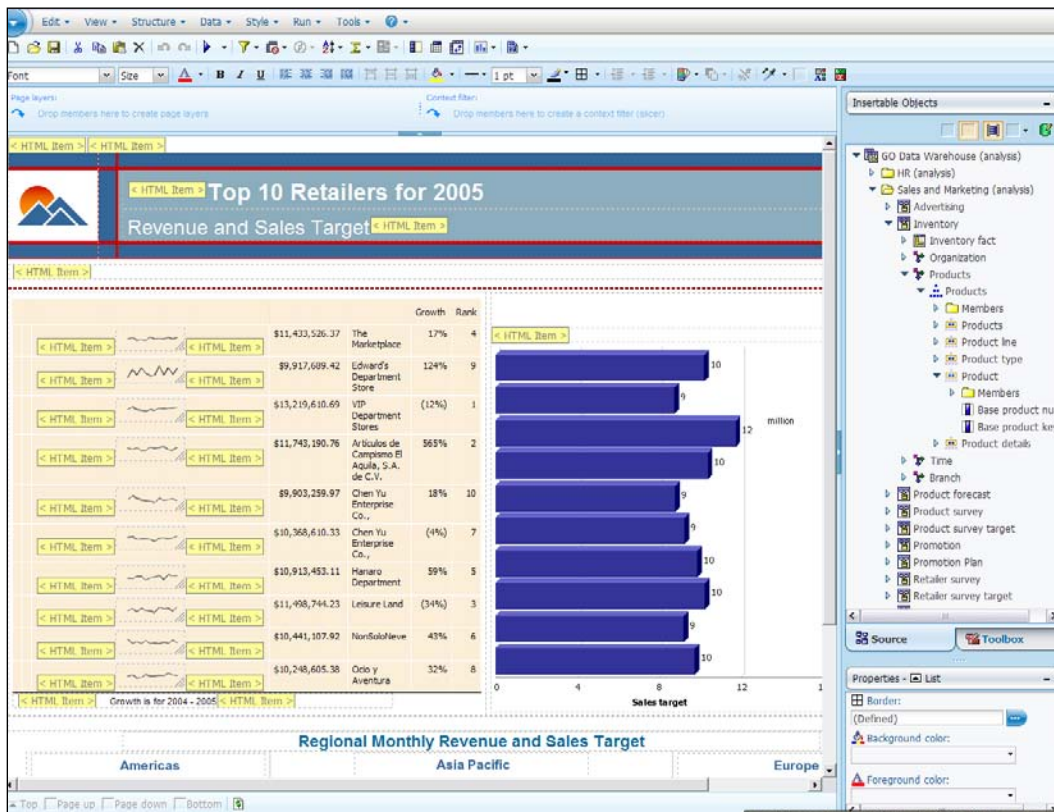 Edit View Structure Data Style Run Tools
Font Size B I U 1 pt
Page layers: Context filter:
Drop members here to create page layers Drop members here to create a context filter (slicer)
< HTML Item > < HTML Item >
< HTML Item > Top 10 Retailers for 2005
Revenue and Sales Target < HTML Item >
< HTML Item >
Growth Rank
< HTML Item > < HTML Item > $11,433,526.37 The Marketplace 17% 4
< HTML Item > < HTML Item > $9,917,689.42 Edward's Department Store 124% 9
< HTML Item > < HTML Item > $13,219,610.69 VIP Department Stores (12%) 1
< HTML Item > < HTML Item > $11,743,190.76 Artículos de Campismo El Aguila, S.A. de C.V. 565% 2
< HTML Item > < HTML Item > $9,903,259.97 Chen Yu Enterprise Co., 18% 10
< HTML Item > < HTML Item > $10,368,610.33 Chen Yu Enterprise Co., (4%) 7
< HTML Item > < HTML Item > $10,913,453.11 Hanaro Department 59% 5
< HTML Item > < HTML Item > $11,498,744.23 Leisure Land (34%) 3
< HTML Item > < HTML Item > $10,441,107.92 NonSoloNeve 43% 6
< HTML Item > < HTML Item > $10,248,605.38 Ocio y Aventura 32% 8
< HTML Item > Growth is for 2004 - 2005 < HTML Item >
< HTML Item >
10
9
12
million
10
9
9
10
10
9
10
0 4 8 12
Sales target
Regional Monthly Revenue and Sales Target
Americas Asia Pacific Europe
Top Page up Page down Bottom
Insertable Objects
GO Data Warehouse (analysis)
HR (analysis)
Sales and Marketing (analysis)
Advertising
Inventory
Inventory fact
Organization
Products
Products
Members
Products
Product line
Product type
Product
Members
Base product nu
Base product ke
Product details
Time
Branch
Product forecast
Product survey
Product survey target
Promotion
Promotion Plan
Retailer survey
Retailer survey target
Source Toolbox
Properties - List
Border:
(Defined)
Background color:
Foreground color: